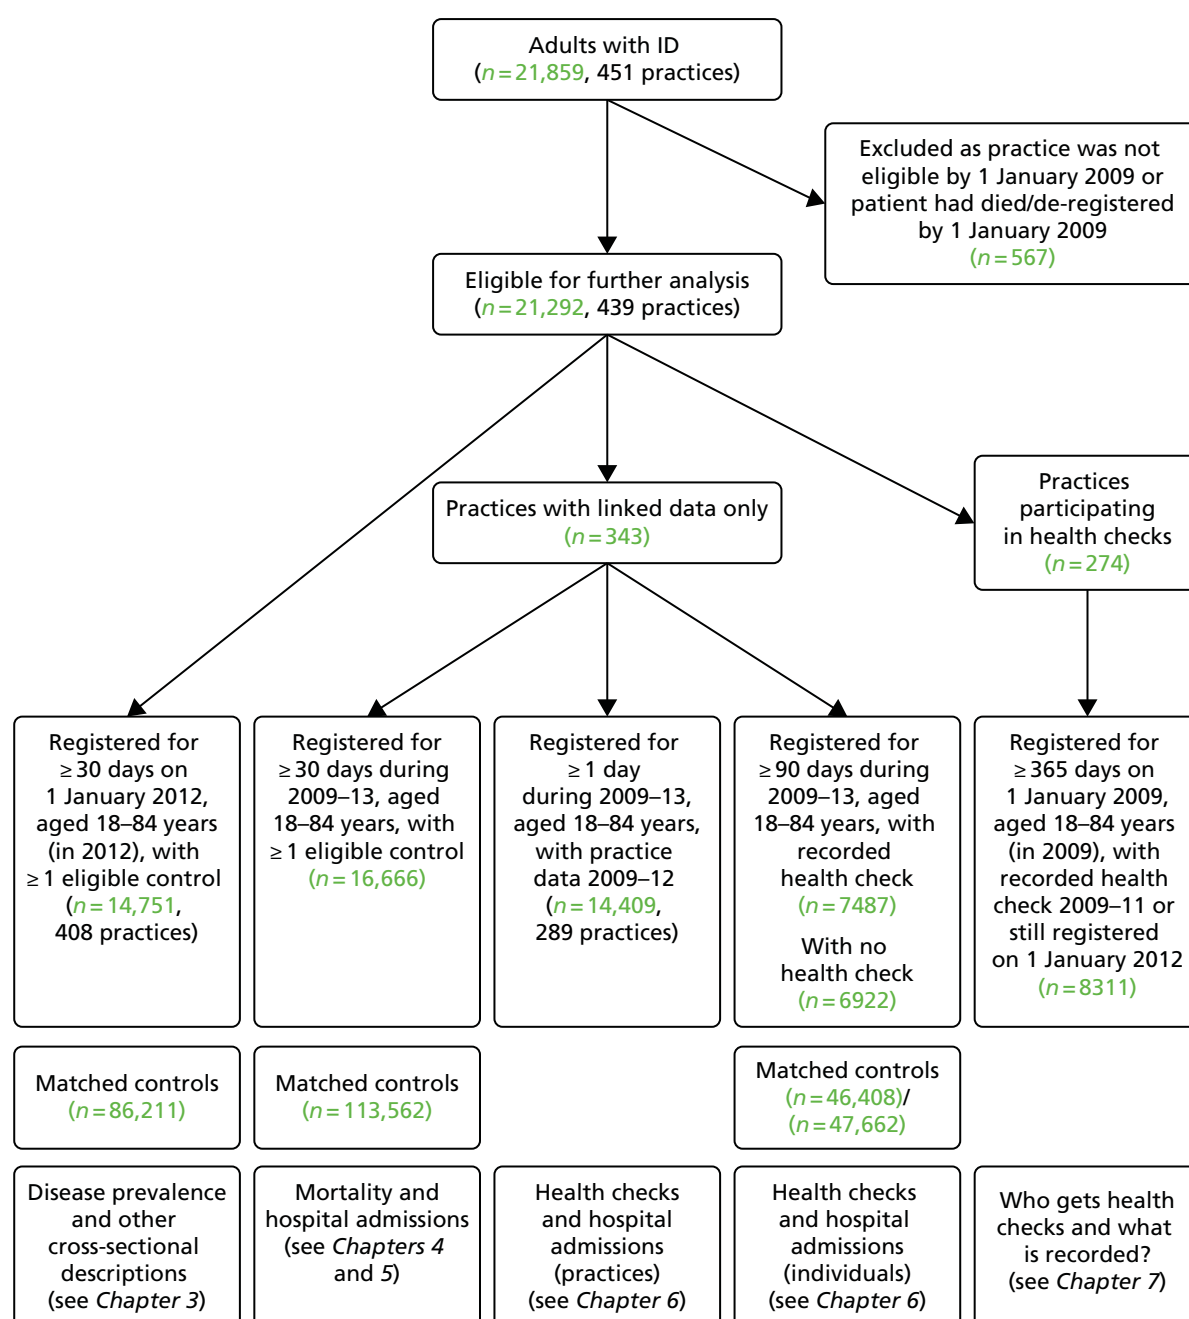 Adults with ID
(n=21,859, 451 practices)
Excluded as practice was not
eligible by 1 January 2009 or
patient had died/de-registered
by 1 January 2009
(n=567)
Eligible for further analysis
(n=21,292, 439 practices)
Practices with linked data only
(n=343)
Practices
participating
in health checks
(n=274)
Registered for
≥30 days on
1 January 2012,
aged 18–84 years
(in 2012), with
≥1 eligible control
(n=14,751,
408 practices)
Registered for
≥30 days during
2009–13, aged
18–84 years, with
≥1 eligible control
(n=16,666)
Registered for
≥1 day
during 2009–13,
aged 18–84 years,
with practice
data 2009–12
(n=14,409,
289 practices)
Registered for
≥90 days during
2009–13, aged
18–84 years, with
recorded
health check
(n=7487)
With no
health check
(n=6922)
Registered for
≥365 days on
1 January 2009,
aged 18–84 years
(in 2009), with
recorded health
check 2009–11 or
still registered
on 1 January 2012
(n=8311)
Matched controls
(n=86,211)
Matched controls
(n=113,562)
Matched controls
(n=46,408)/
(n=47,662)
Disease prevalence
and other
cross-sectional
descriptions
(see Chapter 3)
Mortality and
hospital admissions
(see Chapters 4
and 5)
Health checks
and hospital
admissions
(practices)
(see Chapter 6)
Health checks
and hospital
admissions
(individuals)
(see Chapter 6)
Who gets health
checks and what
is recorded?
(see Chapter 7)